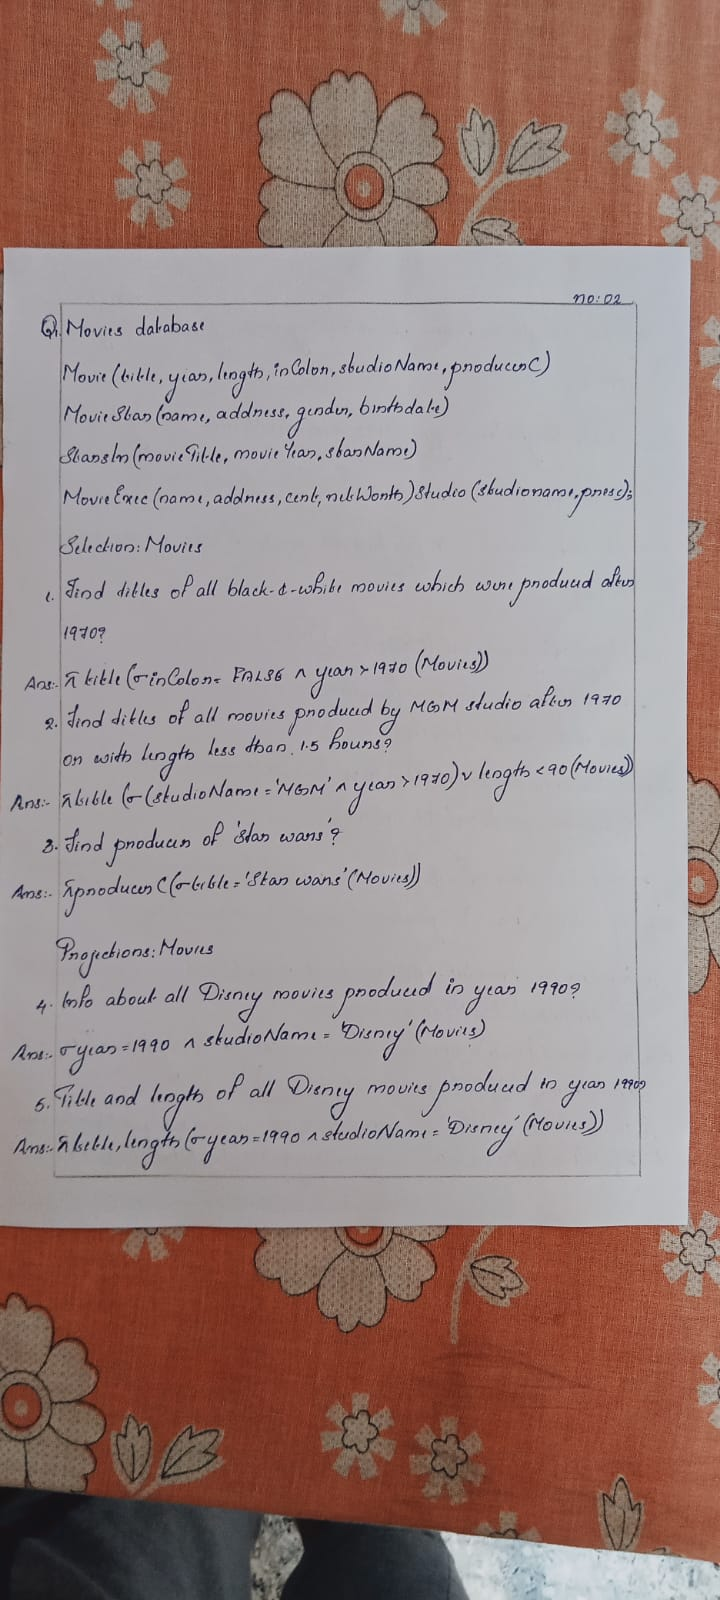 no: 02
Q. Movies database
Movie (title, year, length, inColor, studioName, producerC)
MovieStar (name, address, gender, birthdate)
StarsIn (movieTitle, movieYear, starName)
MovieExec (name, address, cert, netWorth) Studio (studioname, presc);
Selection: Movies
1. Find titles of all black-&-white movies which were produced after
1970?
Ans:- π title (σ inColor = FALSE ∧ year > 1970 (Movies))
2. Find titles of all movies produced by MGM studio after 1970
or with length less than 1.5 hours?
Ans:- π title (σ (studioName = 'MGM' ∧ year > 1970) ∨ length < 90 (Movies))
3. Find producer of 'Star wars'?
Ans:- π producerC (σ title = 'Star wars' (Movies))
Projections: Movies
4. Info about all Disney movies produced in year 1990?
Ans:- σ year = 1990 ∧ studioName = 'Disney' (Movies)
5. Title and length of all Disney movies produced in year 1990?
Ans:- π title, length (σ year = 1990 ∧ studioName = 'Disney' (Movies))